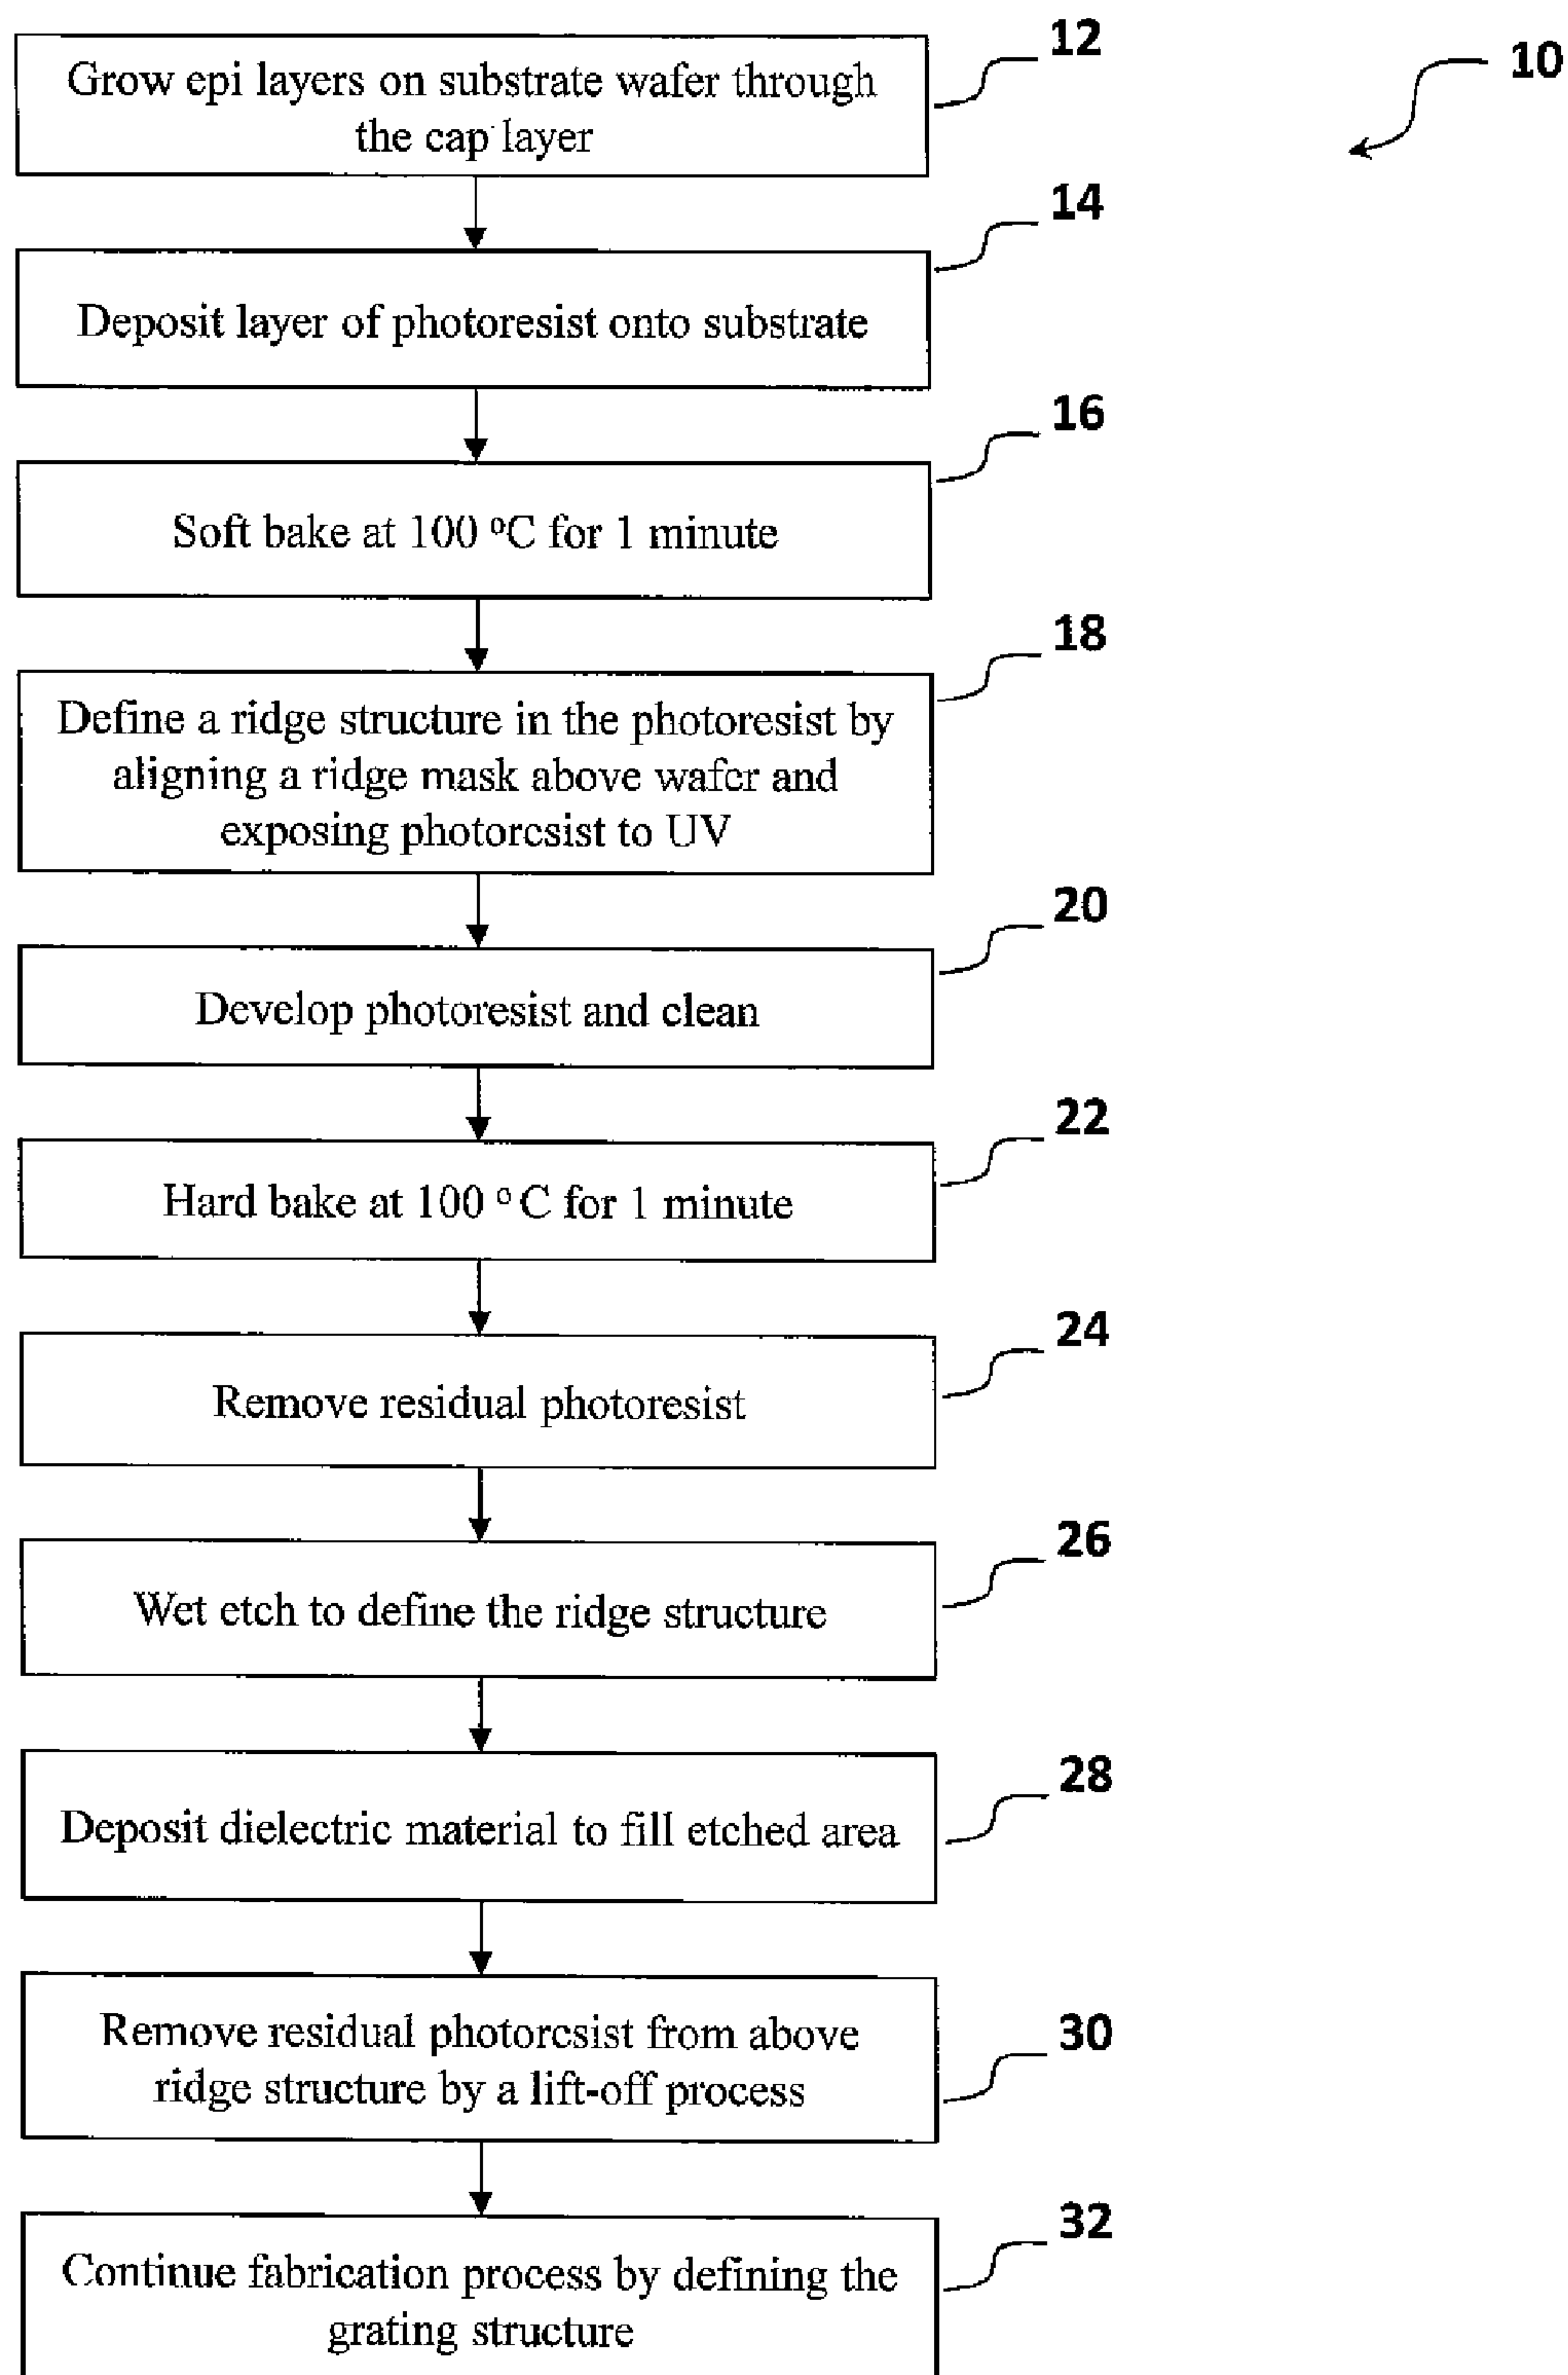 12
10
Grow epi layers on substrate wafer through
the cap layer
14
Deposit layer of photoresist onto substrate
16
Soft bake at 100 °C for 1 minute
18
Define a ridge structure in the photoresist by
aligning a ridge mask above wafer and
exposing photoresist to UV
20
Develop photoresist and clean
22
Hard bake at 100 °C for 1 minute
24
Remove residual photoresist
26
Wet etch to define the ridge structure
28
Deposit dielectric material to fill etched area
30
Remove residual photoresist from above
ridge structure by a lift-off process
32
Continue fabrication process by defining the
grating structure